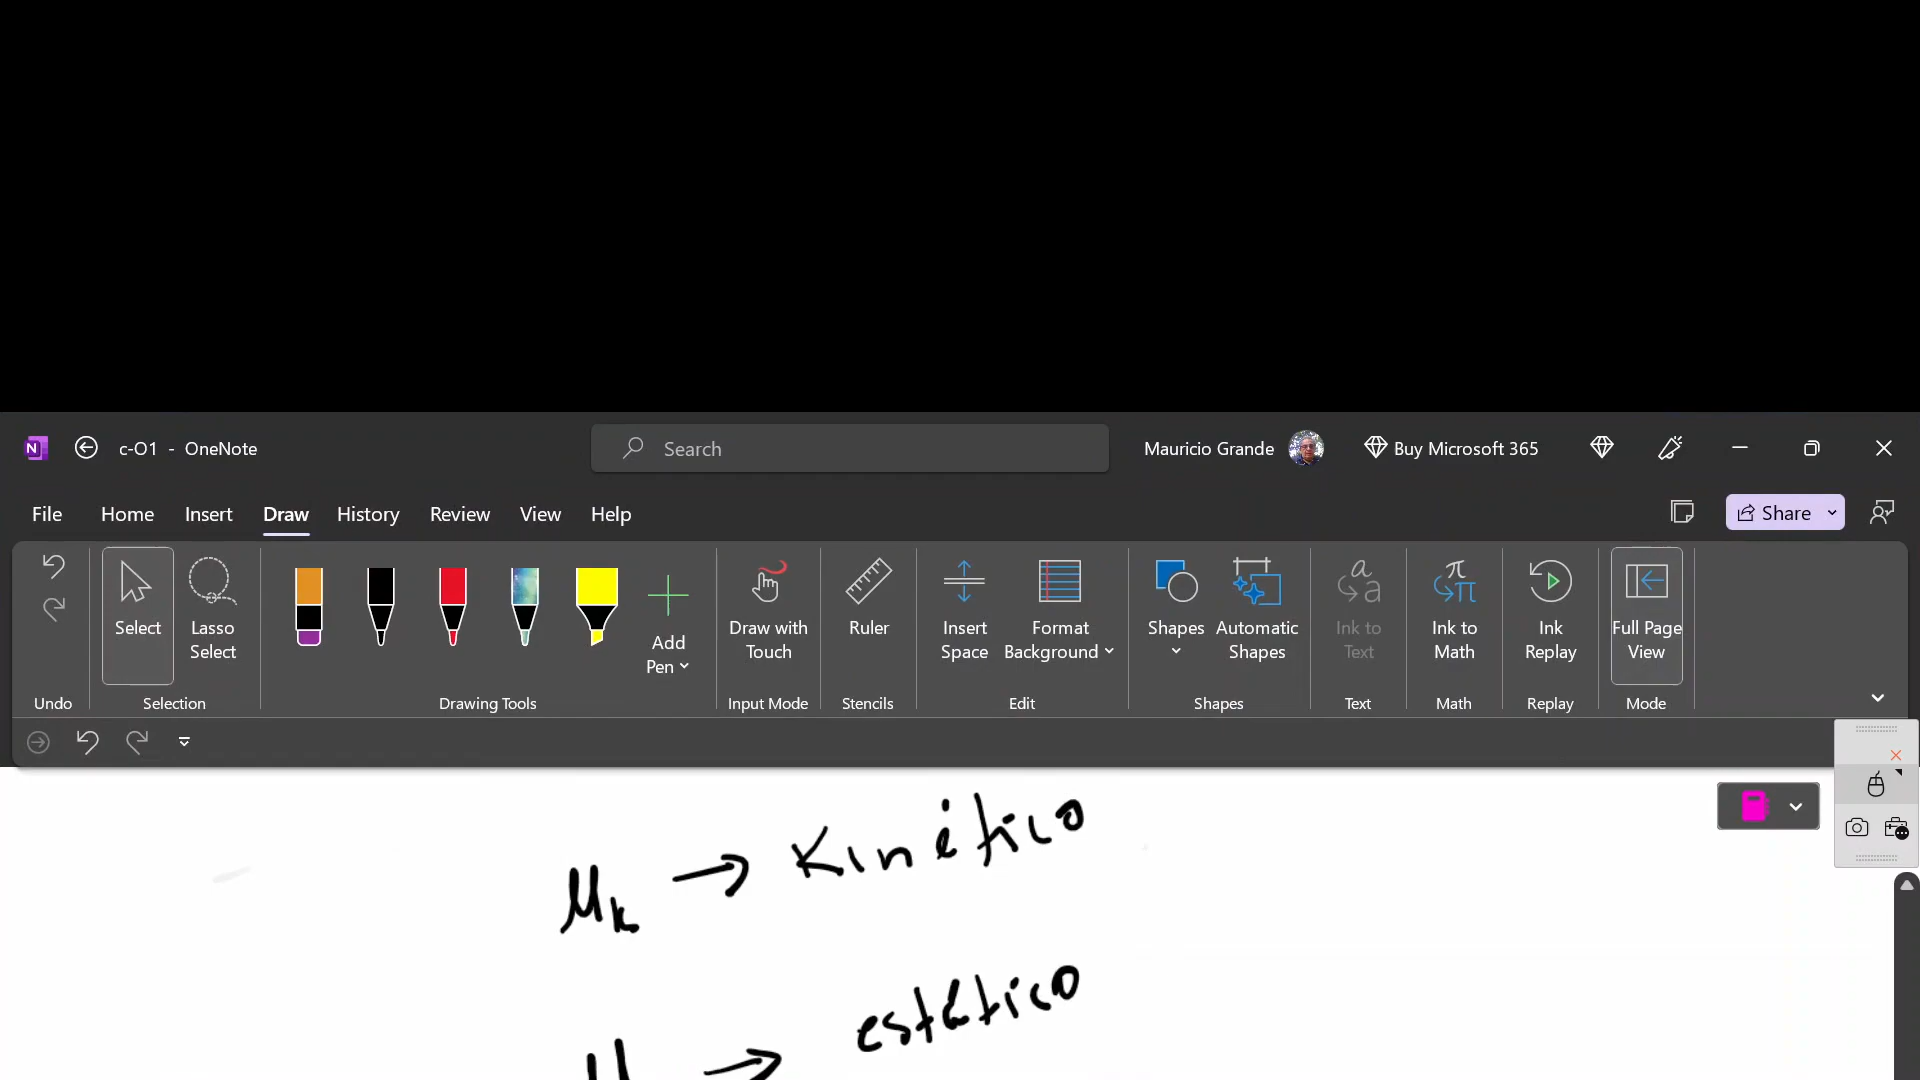 c-O1 - OneNote
Search
Mauricio Grande
Buy Microsoft 365
File Home Insert Draw History Review View Help
Share
Select
Lasso Select
Add Pen
Draw with Touch
Ruler
Insert Space
Format Background
Shapes
Automatic Shapes
Ink to Text
Ink to Math
Ink Replay
Full Page View
Undo Selection Drawing Tools Input Mode Stencils Edit Shapes Text Math Replay Mode
μk → Kinético
μ → estático